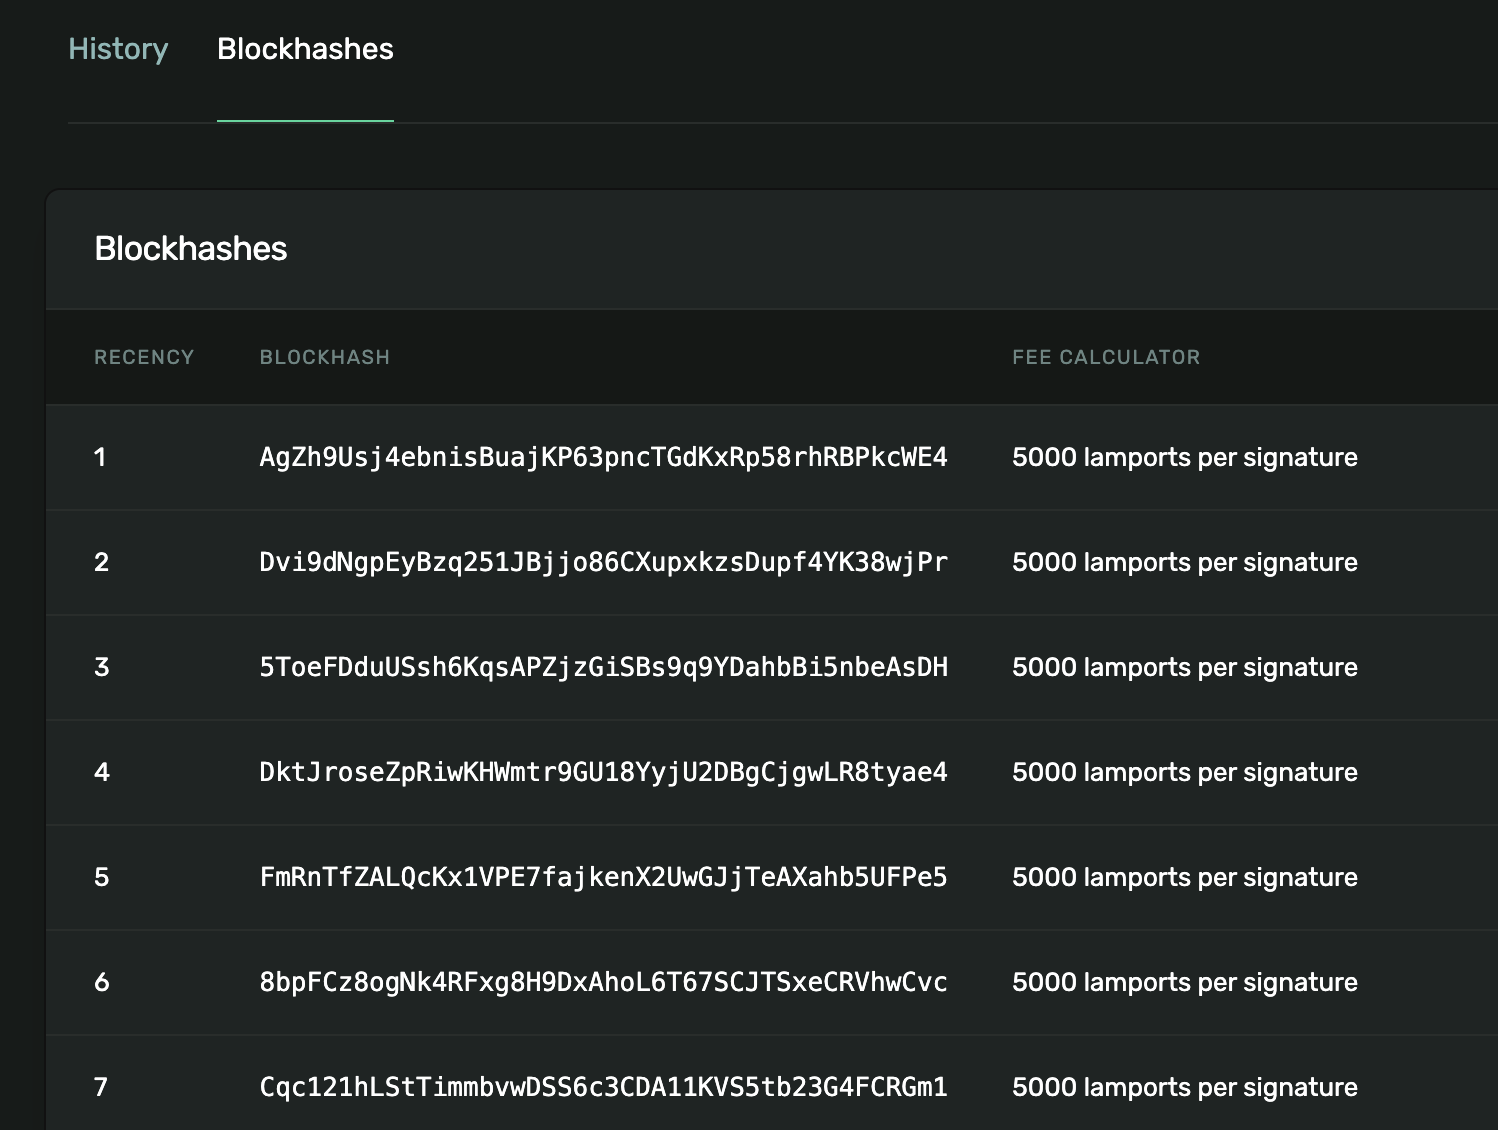 History Blockhashes
Blockhashes
RECENCY BLOCKHASH FEE CALCULATOR
1 AgZh9Usj4ebnisBuajKP63pncTGdKxRp58rhRBPkcWE4 5000 lamports per signature
2 Dvi9dNgpEyBzq251JBjjo86CXupxkzsDupf4YK38wjPr 5000 lamports per signature
3 5ToeFDduUSsh6KqsAPZjzGiSBs9q9YDahbBi5nbeAsDH 5000 lamports per signature
4 DktJroseZpRiwKHWmtr9GU18YyjU2DBgCjgwLR8tyae4 5000 lamports per signature
5 FmRnTfZALQcKx1VPE7fajkenX2UwGJjTeAXahb5UFPe5 5000 lamports per signature
6 8bpFCz8ogNk4RFxg8H9DxAhoL6T67SCJTSxeCRVhwCvc 5000 lamports per signature
7 Cqc121hLStTimmbvwDSS6c3CDA11KVS5tb23G4FCRGm1 5000 lamports per signature